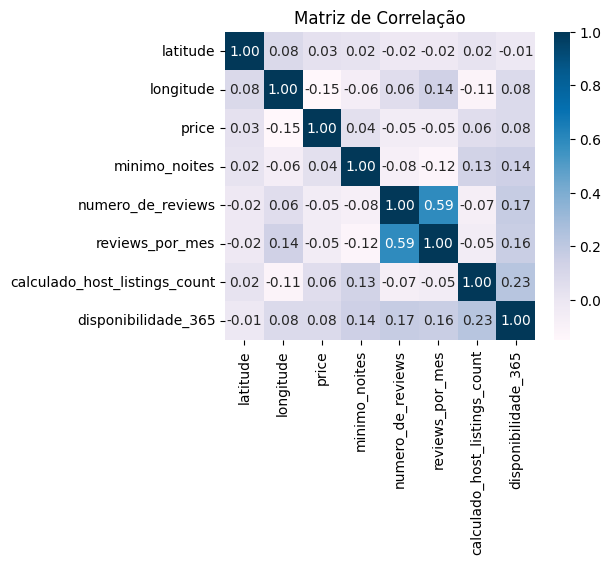 Matriz de Correlação
latitude 1.00 0.08 0.03 0.02 -0.02 -0.02 0.02 -0.01
longitude 0.08 1.00 -0.15 -0.06 0.06 0.14 -0.11 0.08
price 0.03 -0.15 1.00 0.04 -0.05 -0.05 0.06 0.08
minimo_noites 0.02 -0.06 0.04 1.00 -0.08 -0.12 0.13 0.14
numero_de_reviews -0.02 0.06 -0.05 -0.08 1.00 0.59 -0.07 0.17
reviews_por_mes -0.02 0.14 -0.05 -0.12 0.59 1.00 -0.05 0.16
calculado_host_listings_count 0.02 -0.11 0.06 0.13 -0.07 -0.05 1.00 0.23
disponibilidade_365 -0.01 0.08 0.08 0.14 0.17 0.16 0.23 1.00
latitude
longitude
price
minimo_noites
numero_de_reviews
reviews_por_mes
calculado_host_listings_count
disponibilidade_365
1.0
0.8
0.6
0.4
0.2
0.0